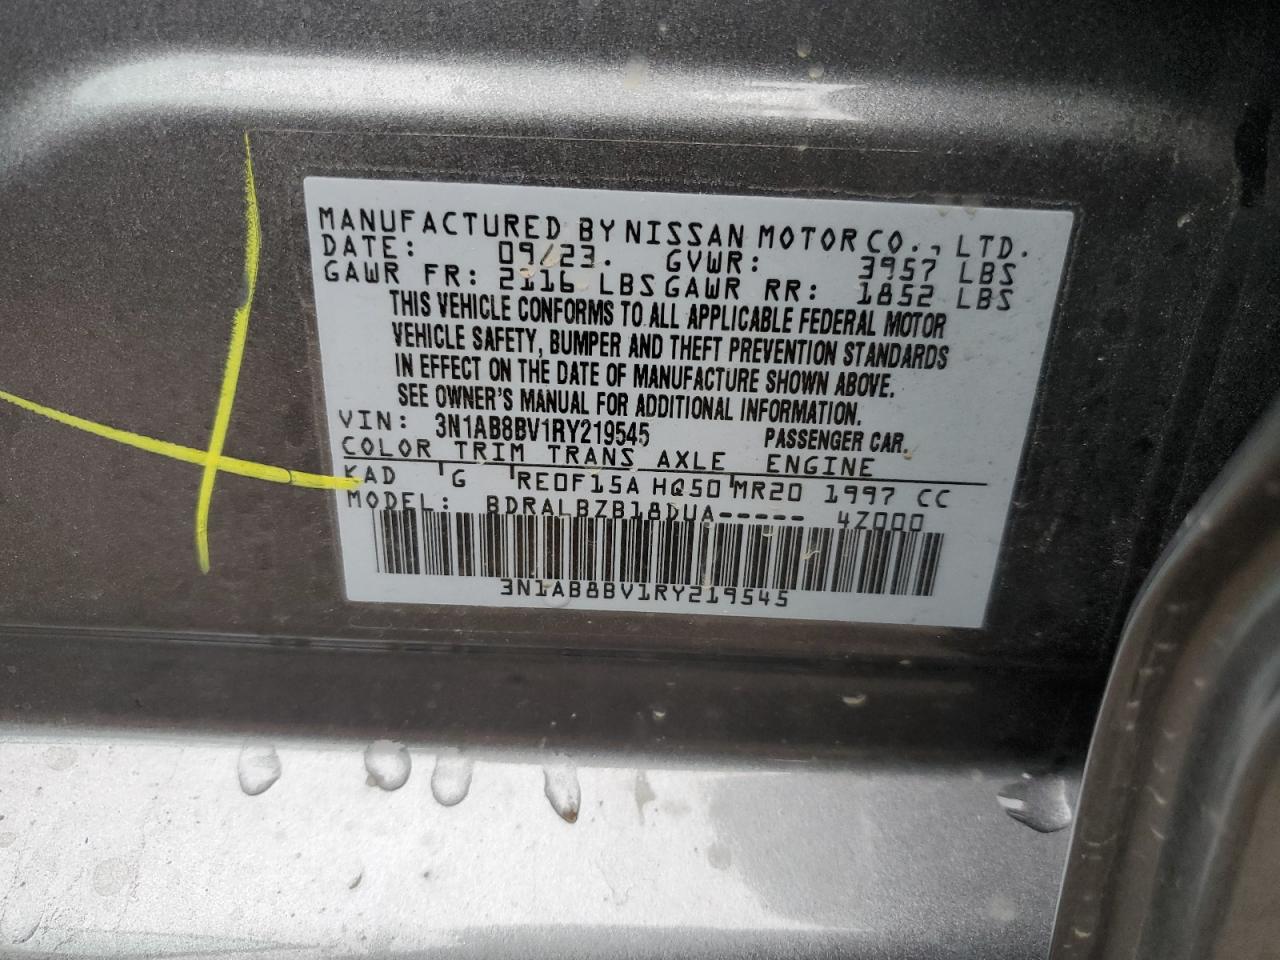 MANUFACTURED BY NISSAN MOTOR CO., LTD.
DATE: 09/23. GVWR: 3957 LBS
GAWR FR: 2116 LBS GAWR RR: 1852 LBS
THIS VEHICLE CONFORMS TO ALL APPLICABLE FEDERAL MOTOR
VEHICLE SAFETY, BUMPER AND THEFT PREVENTION STANDARDS
IN EFFECT ON THE DATE OF MANUFACTURE SHOWN ABOVE.
SEE OWNER'S MANUAL FOR ADDITIONAL INFORMATION.
VIN: 3N1AB8BV1RY219545 PASSENGER CAR.
COLOR TRIM TRANS AXLE ENGINE
KAD G RE0F15A HQ50 MR20 1997 CC
MODEL: BDRALBZB18DUA----- 4Z000
3N1AB8BV1RY219545